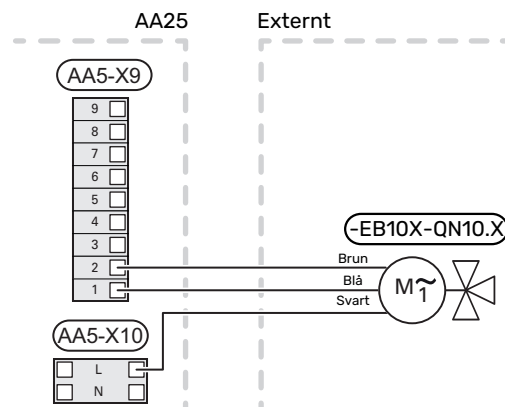 AA25 Externt
AA5-X9
9
8
7
6
5
4
3
2
1
-EB10X-QN10.X
Brun
Blå
Svart
M~
1
AA5-X10
L
N